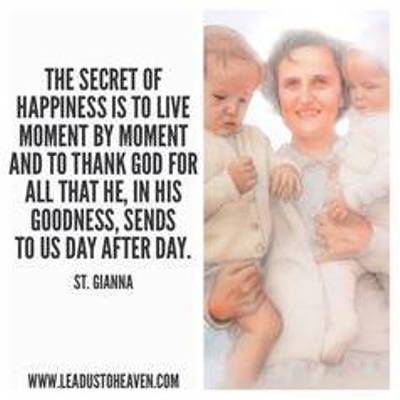 THE SECRET OF
HAPPINESS IS TO LIVE
MOMENT BY MOMENT
AND TO THANK GOD FOR
ALL THAT HE, IN HIS
GOODNESS, SENDS
TO US DAY AFTER DAY.
ST. GIANNA
WWW.LEADUSTOHEAVEN.COM